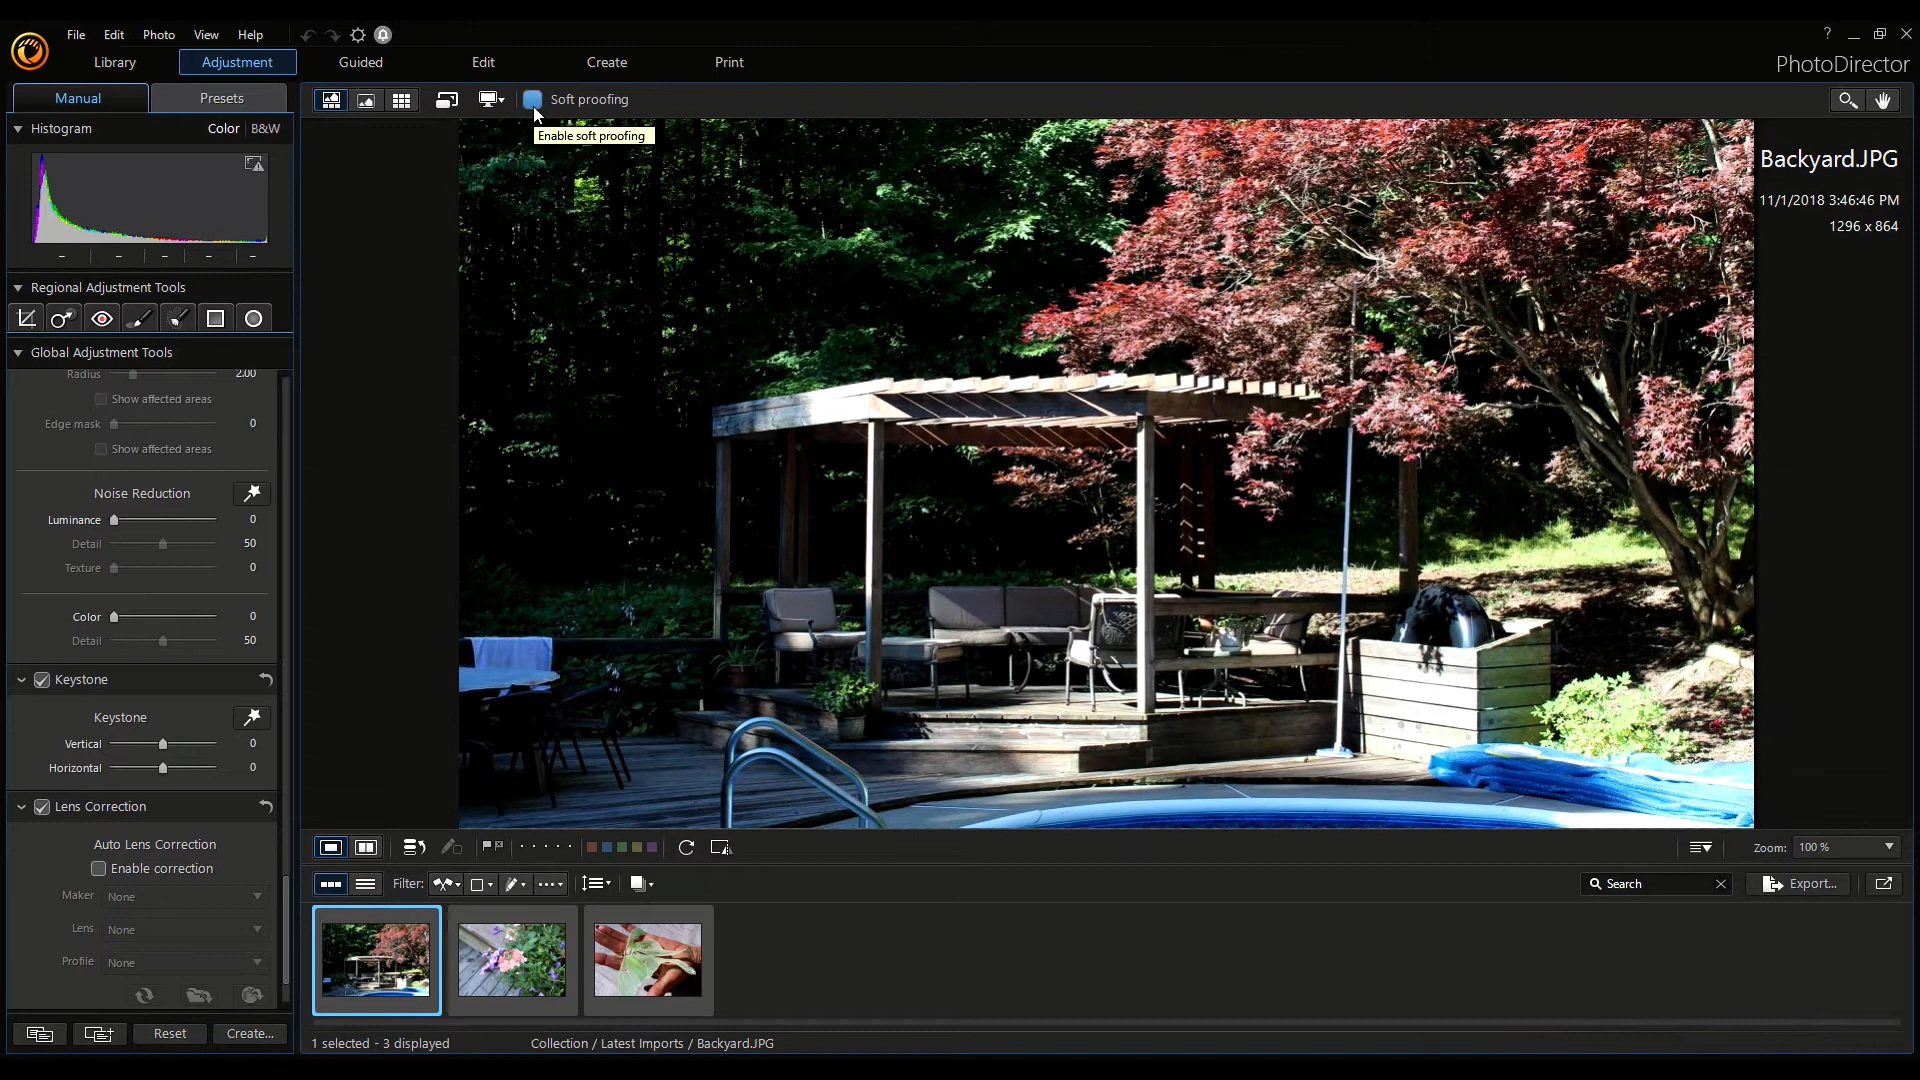 File Edit Photo View Help
?
Library Adjustment Guided Edit Create Print
PhotoDirector
Manual Presets
Soft proofing
Enable soft proofing
Histogram Color | B&W
Backyard.JPG
11/1/2018 3:46:46 PM
1296 x 864
Regional Adjustment Tools
Global Adjustment Tools
Radius 2.00
Show affected areas
Edge mask 0
Show affected areas
Noise Reduction
Luminance 0
Detail 50
Texture 0
Color 0
Detail 50
Keystone
Keystone
Vertical 0
Horizontal 0
Lens Correction
Auto Lens Correction
Enable correction
Maker None
Lens None
Profile None
Reset Create...
Zoom: 100 %
Filter:
Search
Export...
1 selected - 3 displayed
Collection / Latest Imports / Backyard.JPG